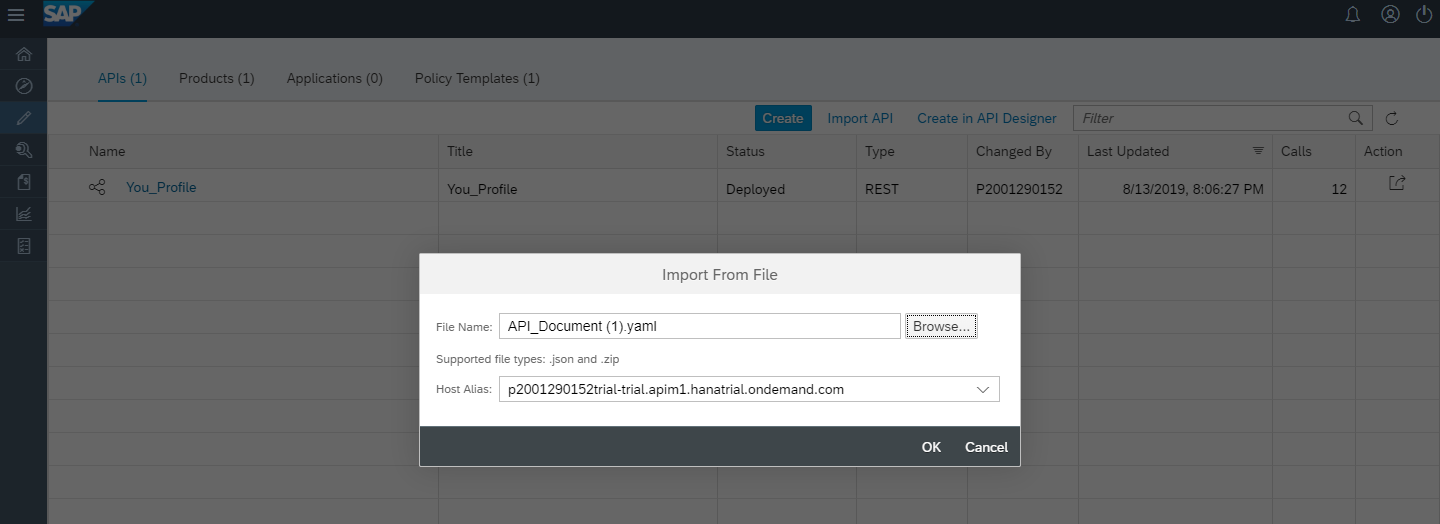 SAP
APIs (1) Products (1) Applications (0) Policy Templates (1)
Create Import API Create in API Designer Filter
Name Title Status Type Changed By Last Updated Calls Action
You_Profile You_Profile Deployed REST P2001290152 8/13/2019, 8:06:27 PM 12
Import From File
File Name: API_Document (1).yaml Browse...
Supported file types: .json and .zip
Host Alias: p2001290152trial-trial.apim1.hanatrial.ondemand.com
OK Cancel